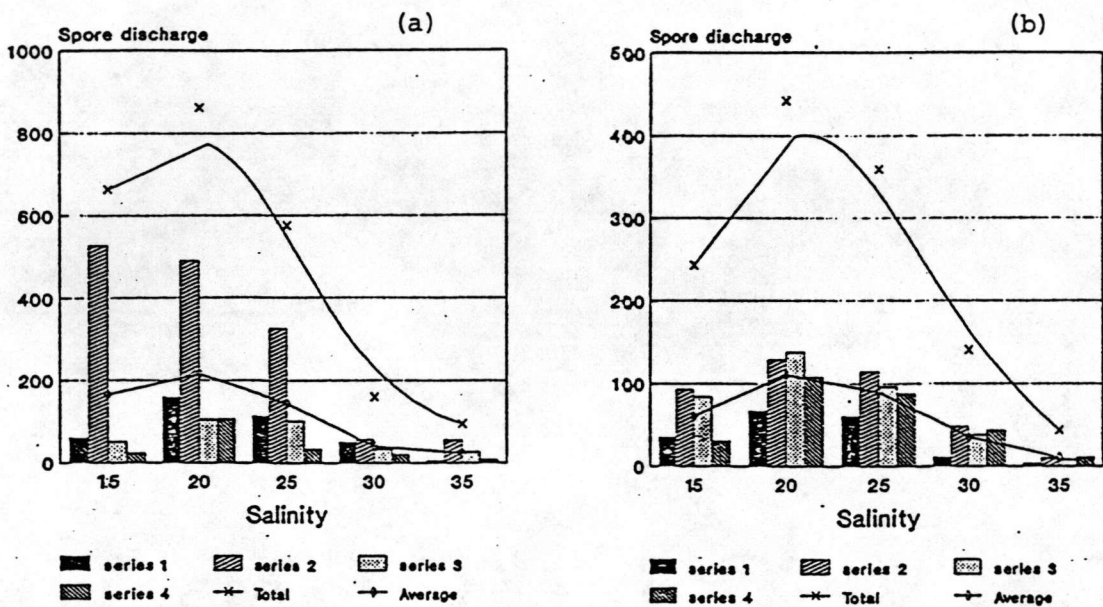 (a)
Spore discharge
1000
800
600
400
200
0
15 20 25 30 35
Salinity
series 1 series 2 series 3
series 4 Total Average
(b)
Spore discharge
500
400
300
200
100
0
15 20 25 30 35
Salinity
series 1 series 2 series 3
series 4 Total Average